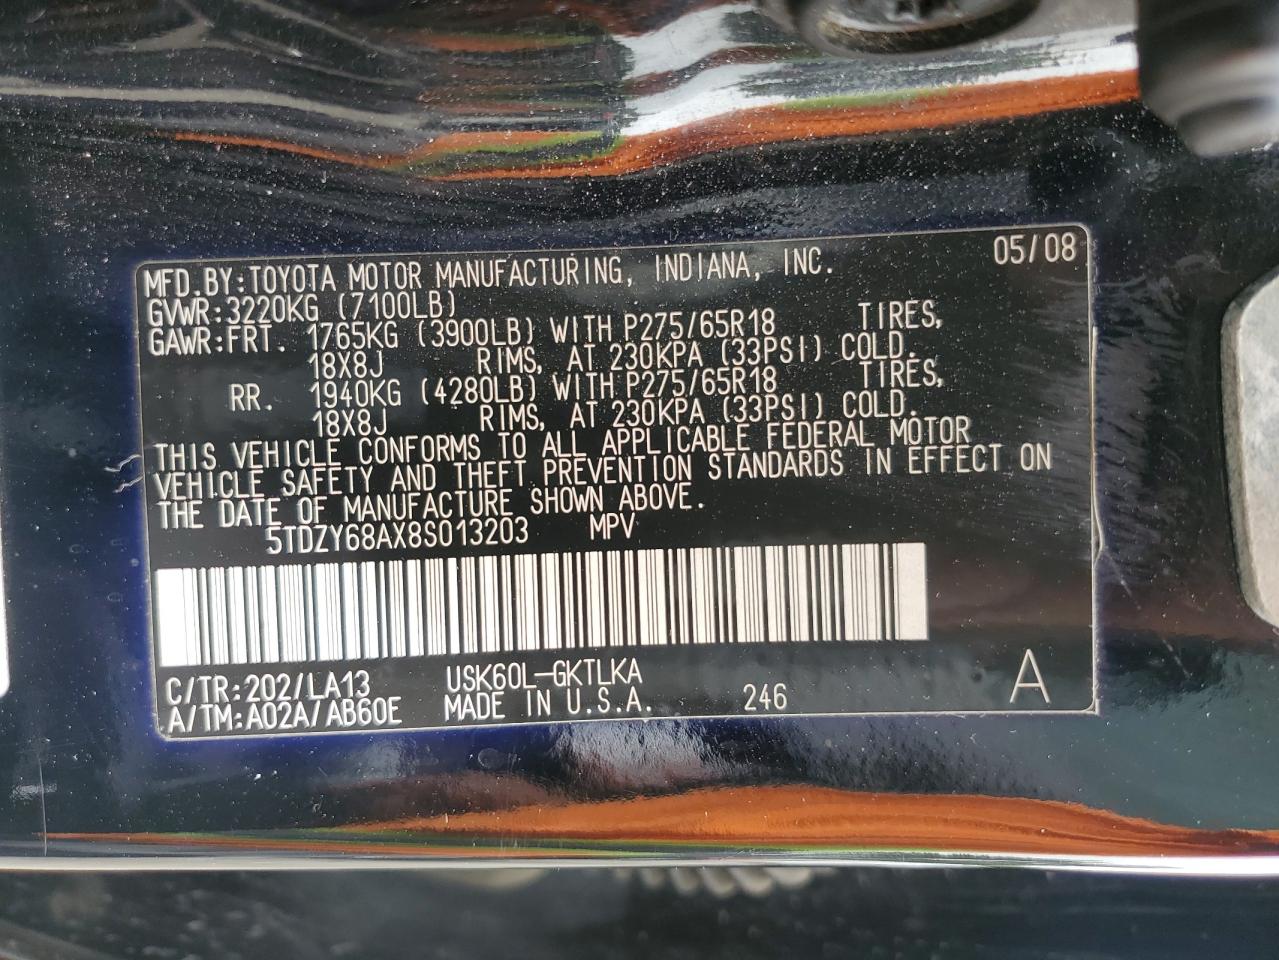 MFD.BY:TOYOTA MOTOR MANUFACTURING, INDIANA, INC. 05/08
GVWR:3220KG (7100LB)
GAWR:FRT. 1765KG (3900LB) WITH P275/65R18 TIRES,
18X8J RIMS, AT 230KPA (33PSI) COLD.
RR. 1940KG (4280LB) WITH P275/65R18 TIRES,
18X8J RIMS, AT 230KPA (33PSI) COLD.
THIS VEHICLE CONFORMS TO ALL APPLICABLE FEDERAL MOTOR
VEHICLE SAFETY AND THEFT PREVENTION STANDARDS IN EFFECT ON
THE DATE OF MANUFACTURE SHOWN ABOVE.
5TDZY68AX8S013203 MPV
C/TR:202/LA13 USK60L-GKTLKA
A/TM:A02A/AB60E MADE IN U.S.A. 246 A